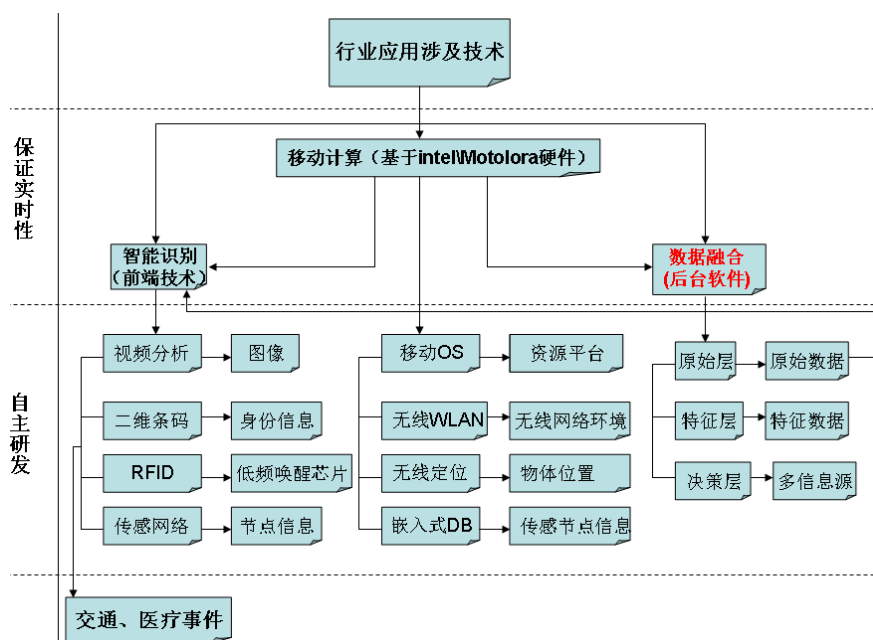 行业应用涉及技术
保证实时性
移动计算（基于intel\Motolora硬件）
智能识别
（前端技术）
数据融合
(后台软件)
自主研发
视频分析
图像
移动OS
资源平台
原始层
原始数据
二维条码
身份信息
无线WLAN
无线网络环境
特征层
特征数据
RFID
低频唤醒芯片
无线定位
物体位置
决策层
多信息源
传感网络
节点信息
嵌入式DB
传感节点信息
交通、医疗事件